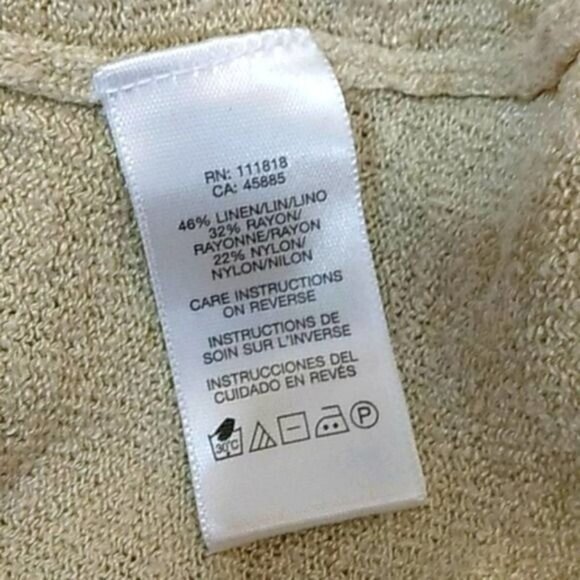 RN: 111818
CA: 45885
46% LINEN/LIN/LINO
32% RAYON/
RAYONNE/RAYON
22% NYLON/
NYLON/NILON
CARE INSTRUCTIONS
ON REVERSE
INSTRUCTIONS DE
SOIN SUR L'INVERSE
INSTRUCCIONES DEL
CUIDADO EN REVÉS
30°C P